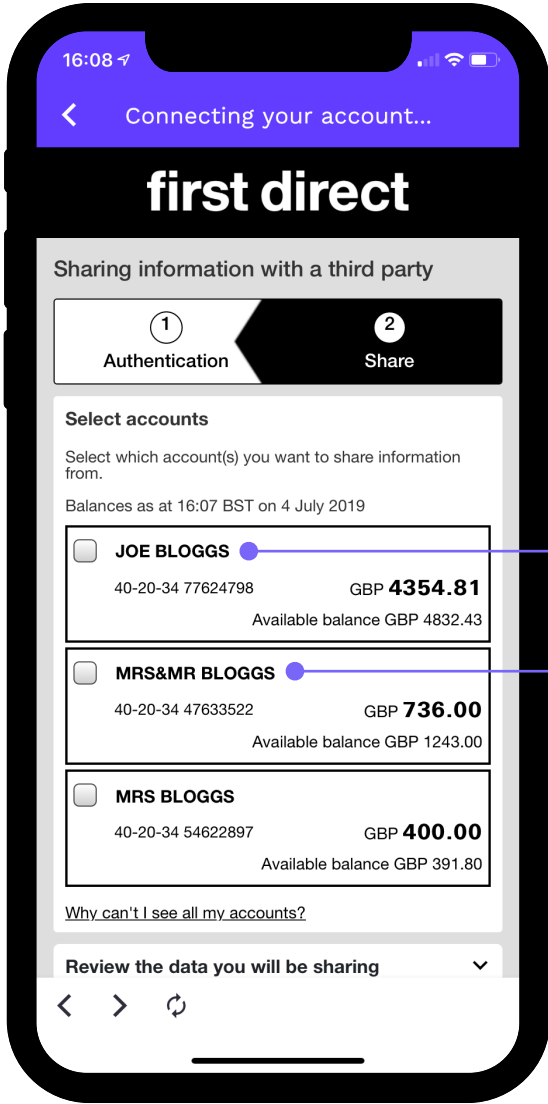 16:08
Connecting your account...
first direct
Sharing information with a third party
1
Authentication
2
Share
Select accounts
Select which account(s) you want to share information
from.
Balances as at 16:07 BST on 4 July 2019
JOE BLOGGS
40-20-34 77624798 GBP 4354.81
Available balance GBP 4832.43
MRS&MR BLOGGS
40-20-34 47633522 GBP 736.00
Available balance GBP 1243.00
MRS BLOGGS
40-20-34 54622897 GBP 400.00
Available balance GBP 391.80
Why can't I see all my accounts?
Review the data you will be sharing